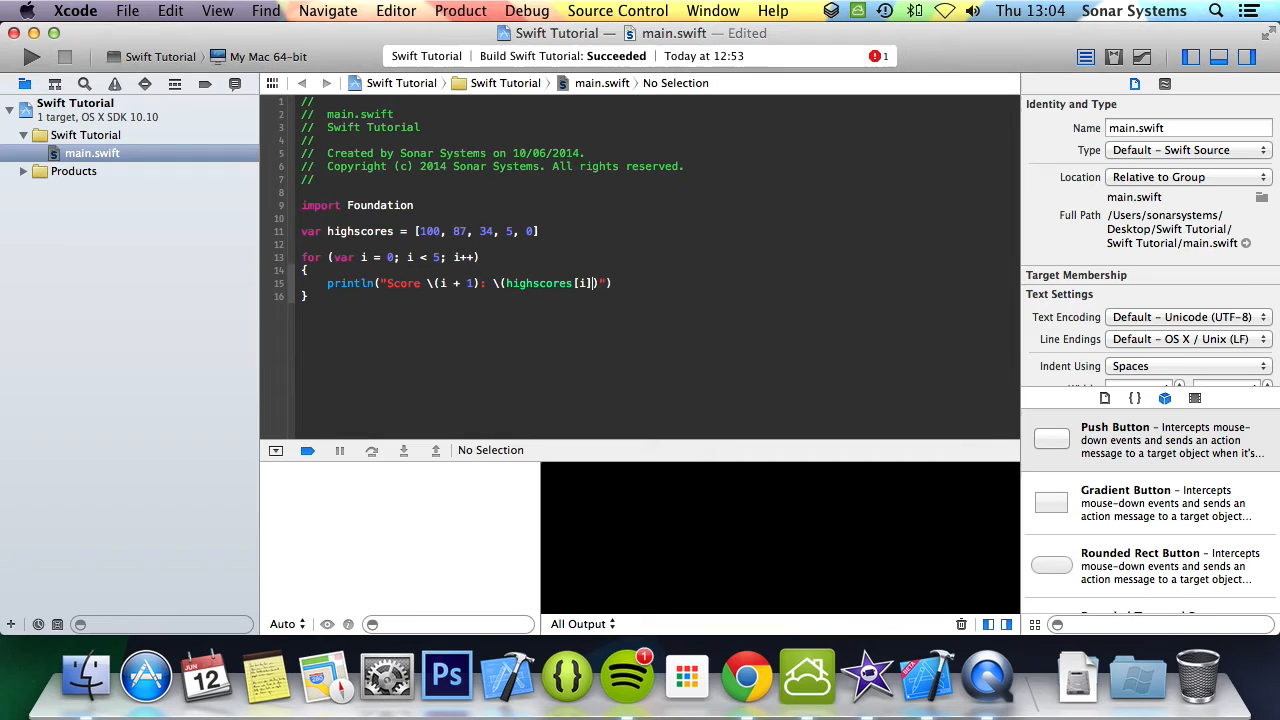 Xcode File Edit View Find Navigate Editor Product Debug Source Control Window Help Thu 13:04 Sonar Systems
Swift Tutorial — main.swift — Edited
Swift Tutorial My Mac 64-bit
Swift Tutorial Build Swift Tutorial: Succeeded Today at 12:53 1
Swift Tutorial
1 target, OS X SDK 10.10
Swift Tutorial
main.swift
Products
Swift Tutorial Swift Tutorial main.swift No Selection
1 //
2 // main.swift
3 // Swift Tutorial
4 //
5 // Created by Sonar Systems on 10/06/2014.
6 // Copyright (c) 2014 Sonar Systems. All rights reserved.
7 //
8
9 import Foundation
10
11 var highscores = [100, 87, 34, 5, 0]
12
13 for (var i = 0; i < 5; i++)
14 {
15 println("Score \(i + 1): \(highscores[i])")
16 }
No Selection
Auto
All Output
Identity and Type
Name main.swift
Type Default - Swift Source
Location Relative to Group
main.swift
Full Path /Users/sonarsystems/
Desktop/Swift Tutorial/
Swift Tutorial/main.swift
Target Membership
Text Settings
Text Encoding Default - Unicode (UTF-8)
Line Endings Default - OS X / Unix (LF)
Indent Using Spaces
Push Button - Intercepts mouse-
down events and sends an action
message to a target object when it's...
Gradient Button - Intercepts
mouse-down events and sends an
action message to a target object...
Rounded Rect Button - Intercepts
mouse-down events and sends an
action message to a target object...
JUN
12
280
Ps
1